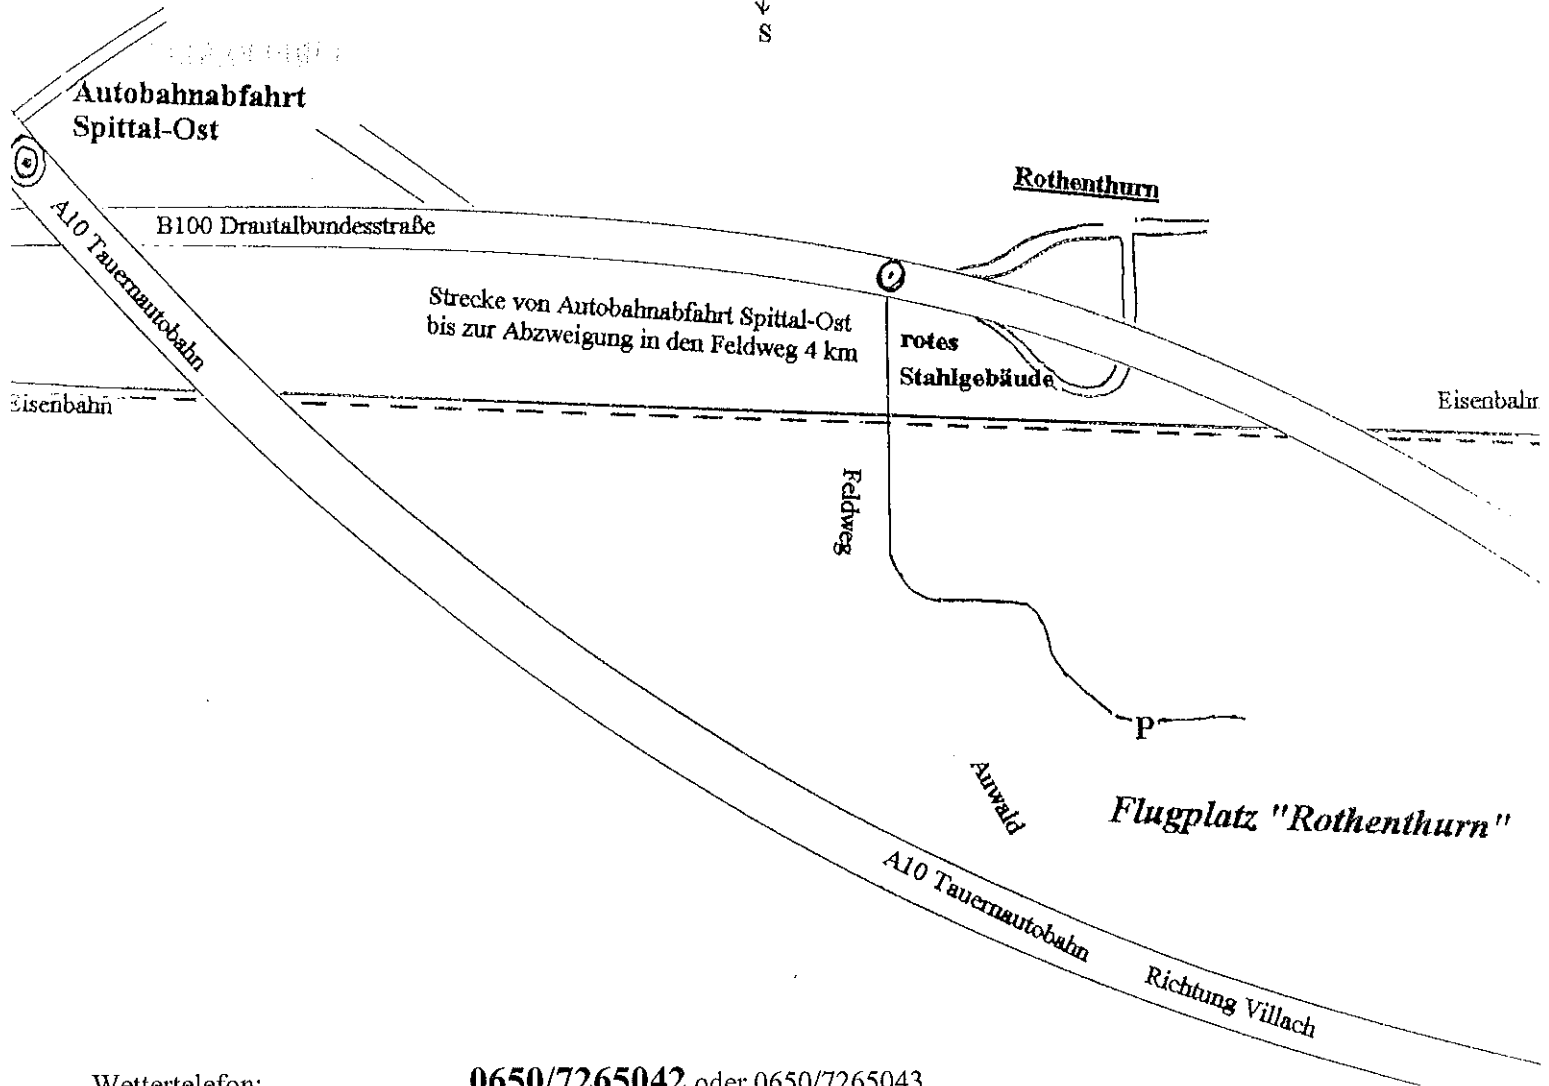 S
Autobahnabfahrt
Spittal-Ost
Rothenthurn
A10 Tauernautobahn
B100 Drautalbundesstraße
Strecke von Autobahnabfahrt Spittal-Ost
bis zur Abzweigung in den Feldweg 4 km
rotes
Stahlgebäude
Eisenbahn
Eisenbahn
Feldweg
P
Auwald
Flugplatz "Rothenthurn"
A10 Tauernautobahn
Richtung Villach
Wettertelefon: 0650/7265042 oder 0650/7265043